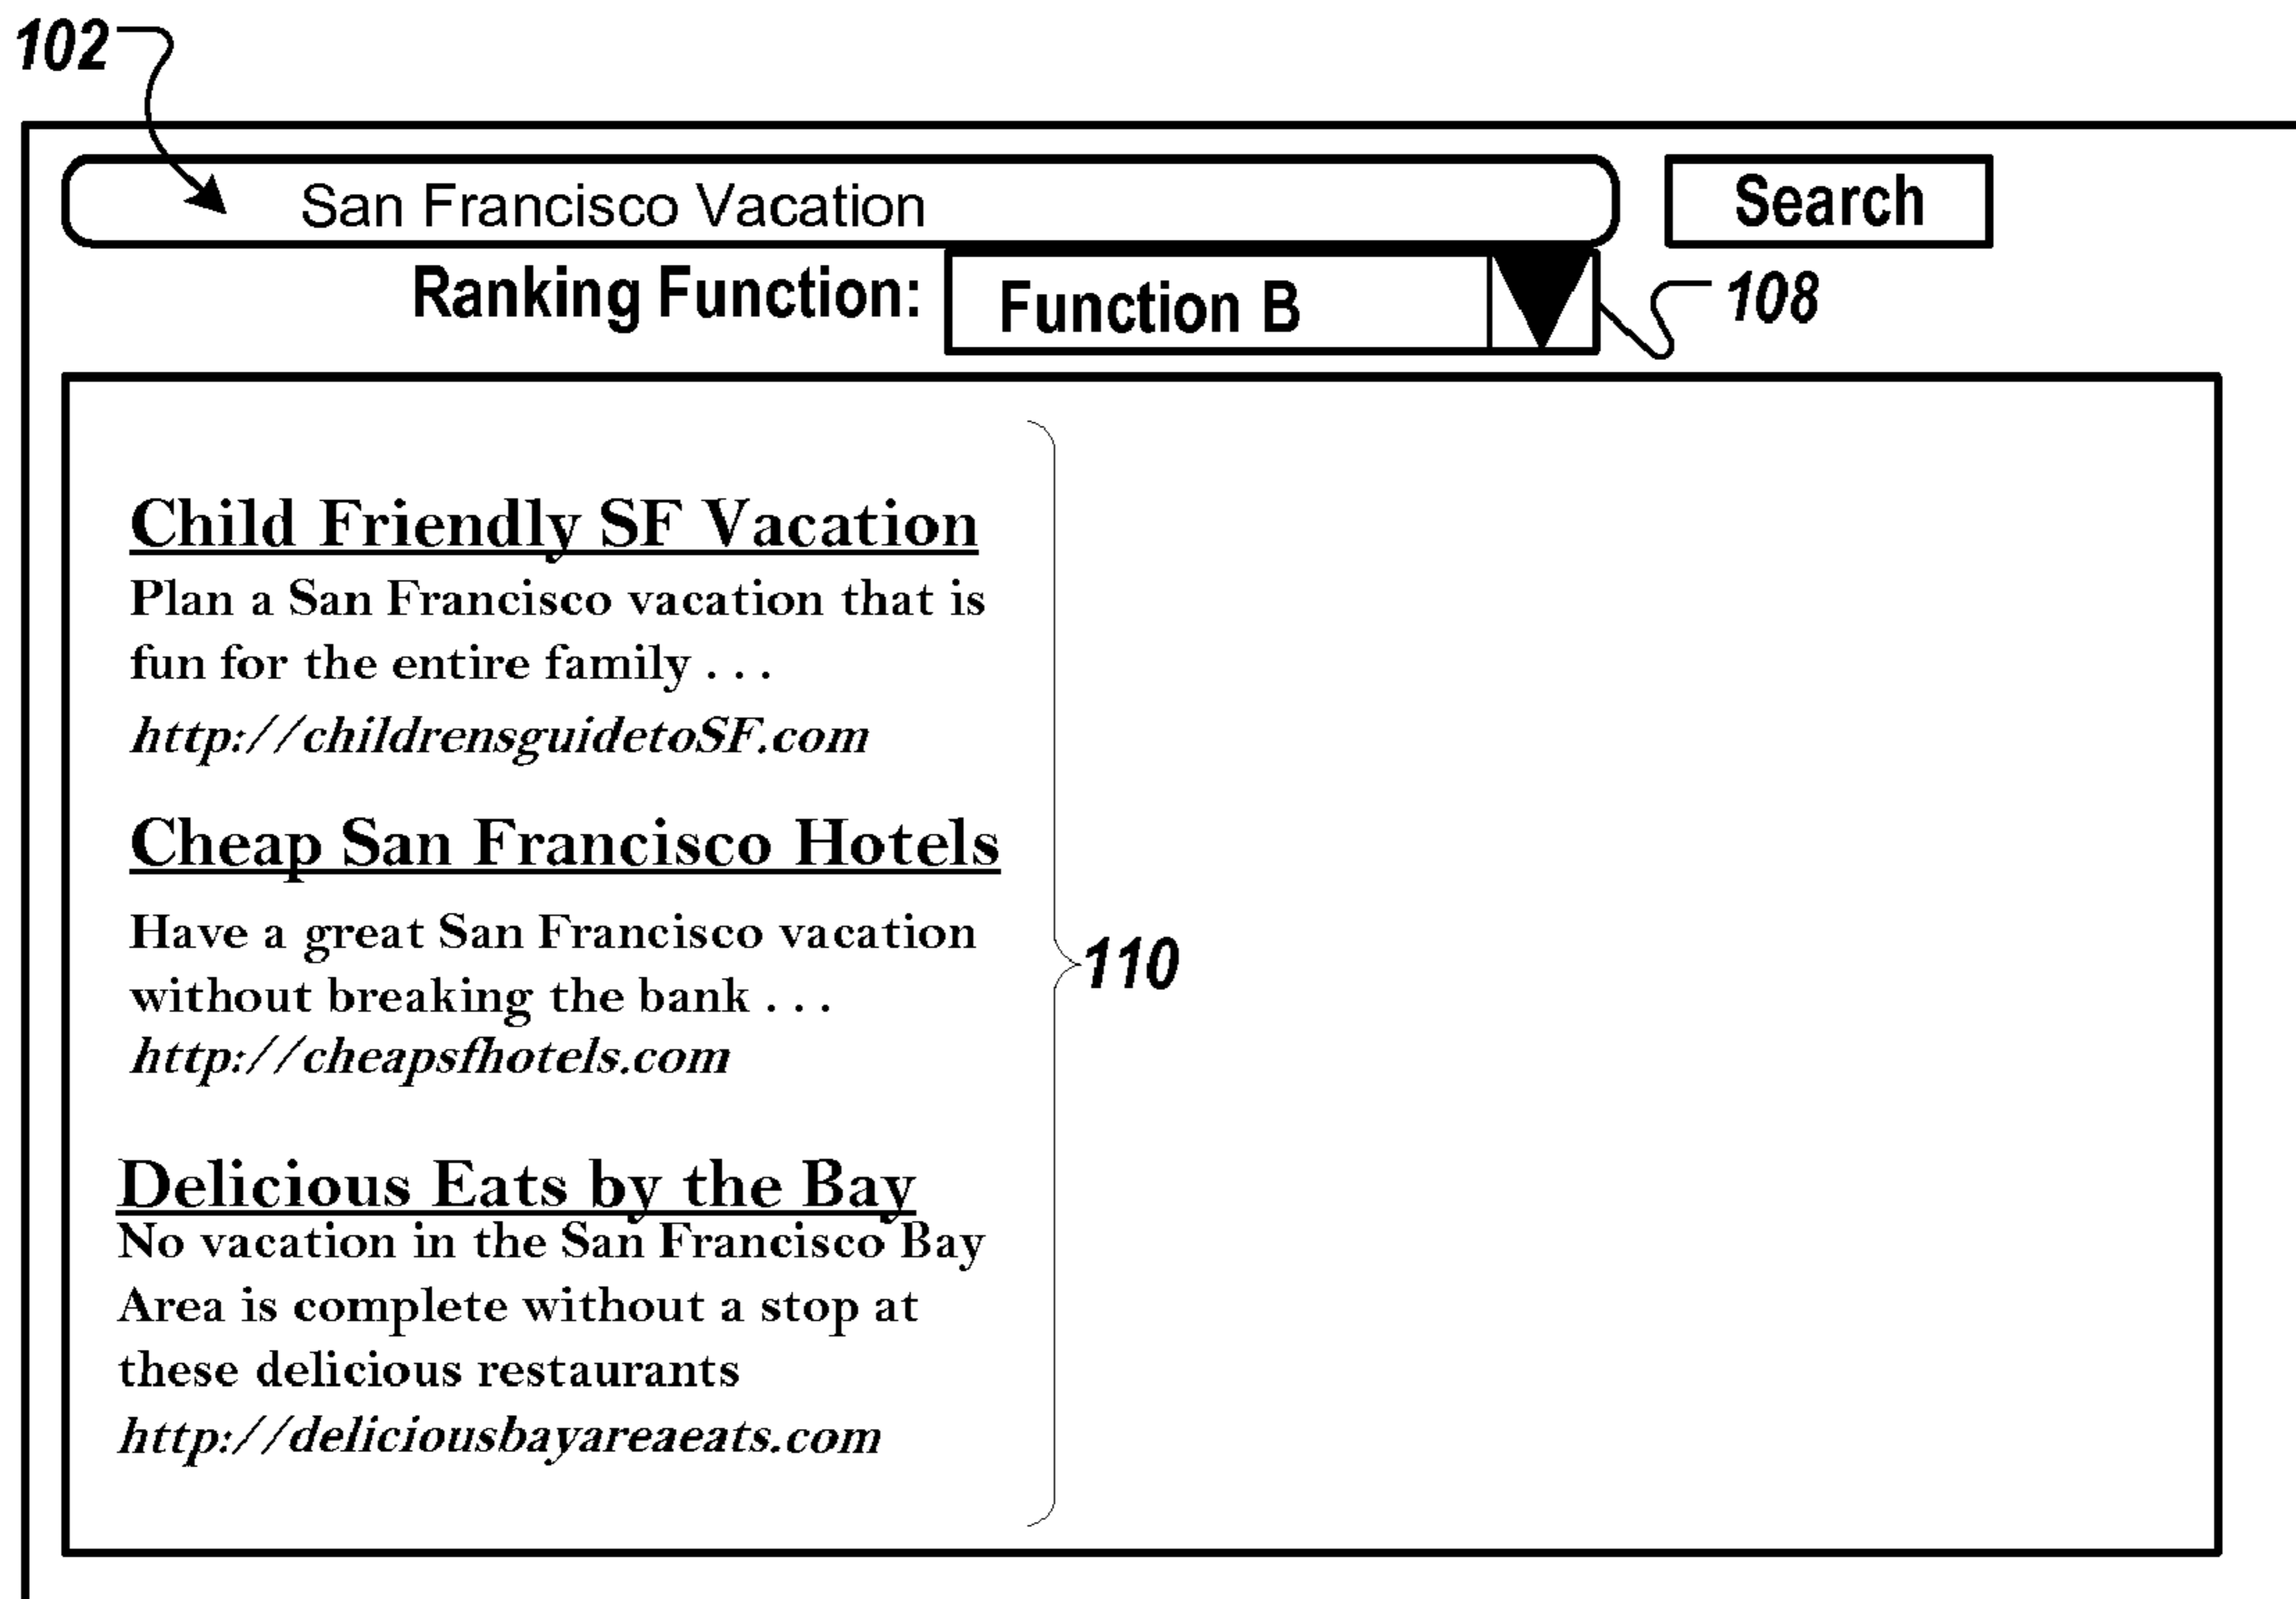 102
San Francisco Vacation
Search
Ranking Function:
Function B
108
Child Friendly SF Vacation
Plan a San Francisco vacation that is
fun for the entire family . . .
http://childrensguidetoSF.com
Cheap San Francisco Hotels
Have a great San Francisco vacation
without breaking the bank . . .
http://cheapsfhotels.com
110
Delicious Eats by the Bay
No vacation in the San Francisco Bay
Area is complete without a stop at
these delicious restaurants
http://deliciousbayareaeats.com